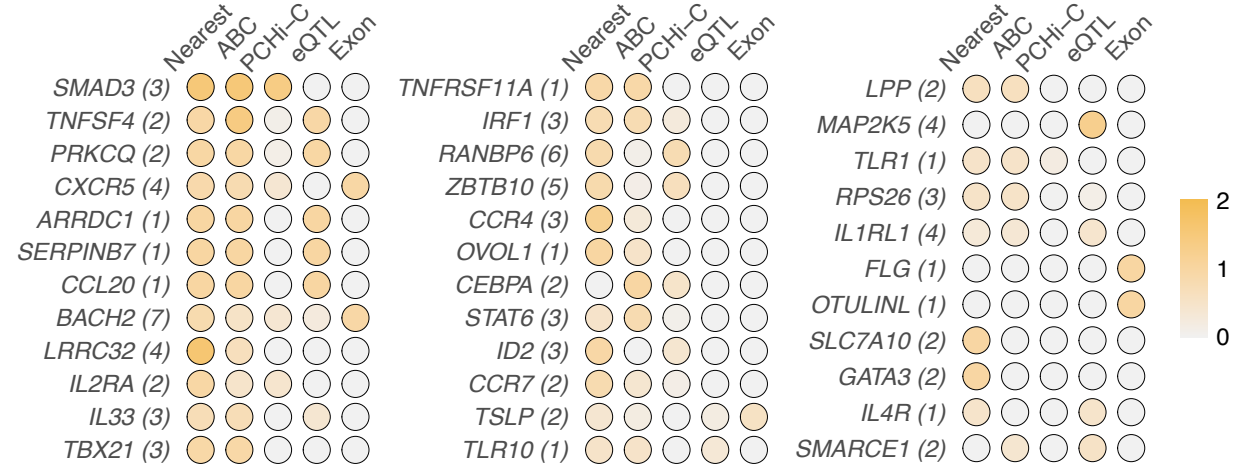 Nearest ABC PCHi-C eQTL Exon
SMAD3 (3)
TNFSF4 (2)
PRKCQ (2)
CXCR5 (4)
ARRDC1 (1)
SERPINB7 (1)
CCL20 (1)
BACH2 (7)
LRRC32 (4)
IL2RA (2)
IL33 (3)
TBX21 (3)
Nearest ABC PCHi-C eQTL Exon
TNFRSF11A (1)
IRF1 (3)
RANBP6 (6)
ZBTB10 (5)
CCR4 (3)
OVOL1 (1)
CEBPA (2)
STAT6 (3)
ID2 (3)
CCR7 (2)
TSLP (2)
TLR10 (1)
Nearest ABC PCHi-C eQTL Exon
LPP (2)
MAP2K5 (4)
TLR1 (1)
RPS26 (3)
IL1RL1 (4)
FLG (1)
OTULINL (1)
SLC7A10 (2)
GATA3 (2)
IL4R (1)
SMARCE1 (2)
2
1
0